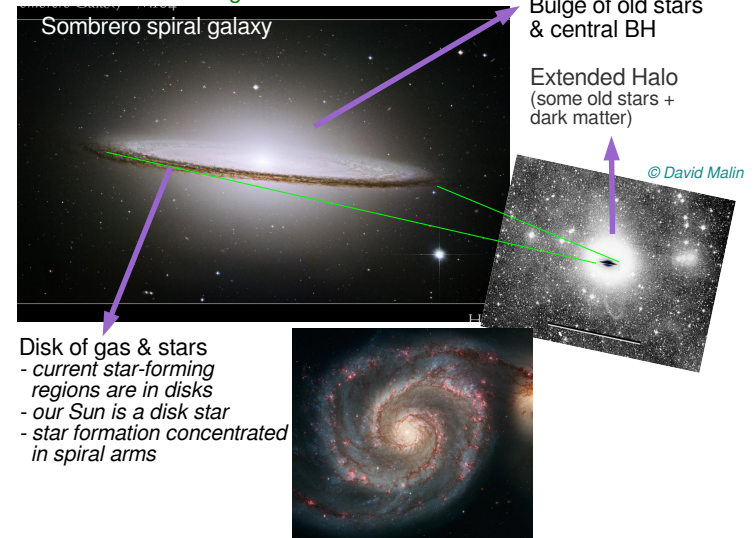 Sombrero spiral galaxy
Bulge of old stars
& central BH
Extended Halo
(some old stars +
dark matter)
© David Malin
Disk of gas & stars
- current star-forming
regions are in disks
- our Sun is a disk star
- star formation concentrated
in spiral arms